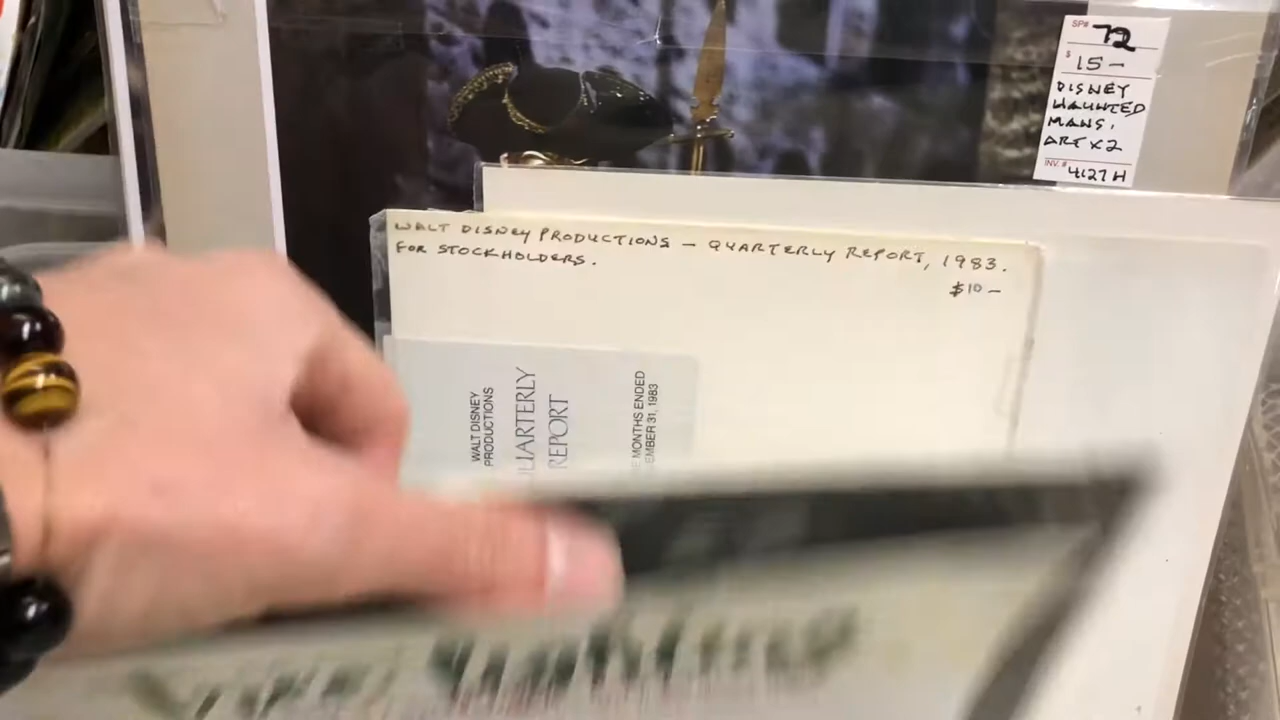 SP# 72
$ 15 -
DISNEY
HAUNTED
MANS.
ART X2
INV. # 4127 H
WALT DISNEY PRODUCTIONS — QUARTERLY REPORT, 1983.
FOR STOCKHOLDERS.
$10 —
WALT DISNEY
PRODUCTIONS
UARTERLY
REPORT
MONTHS ENDED
EMBER 31, 1983